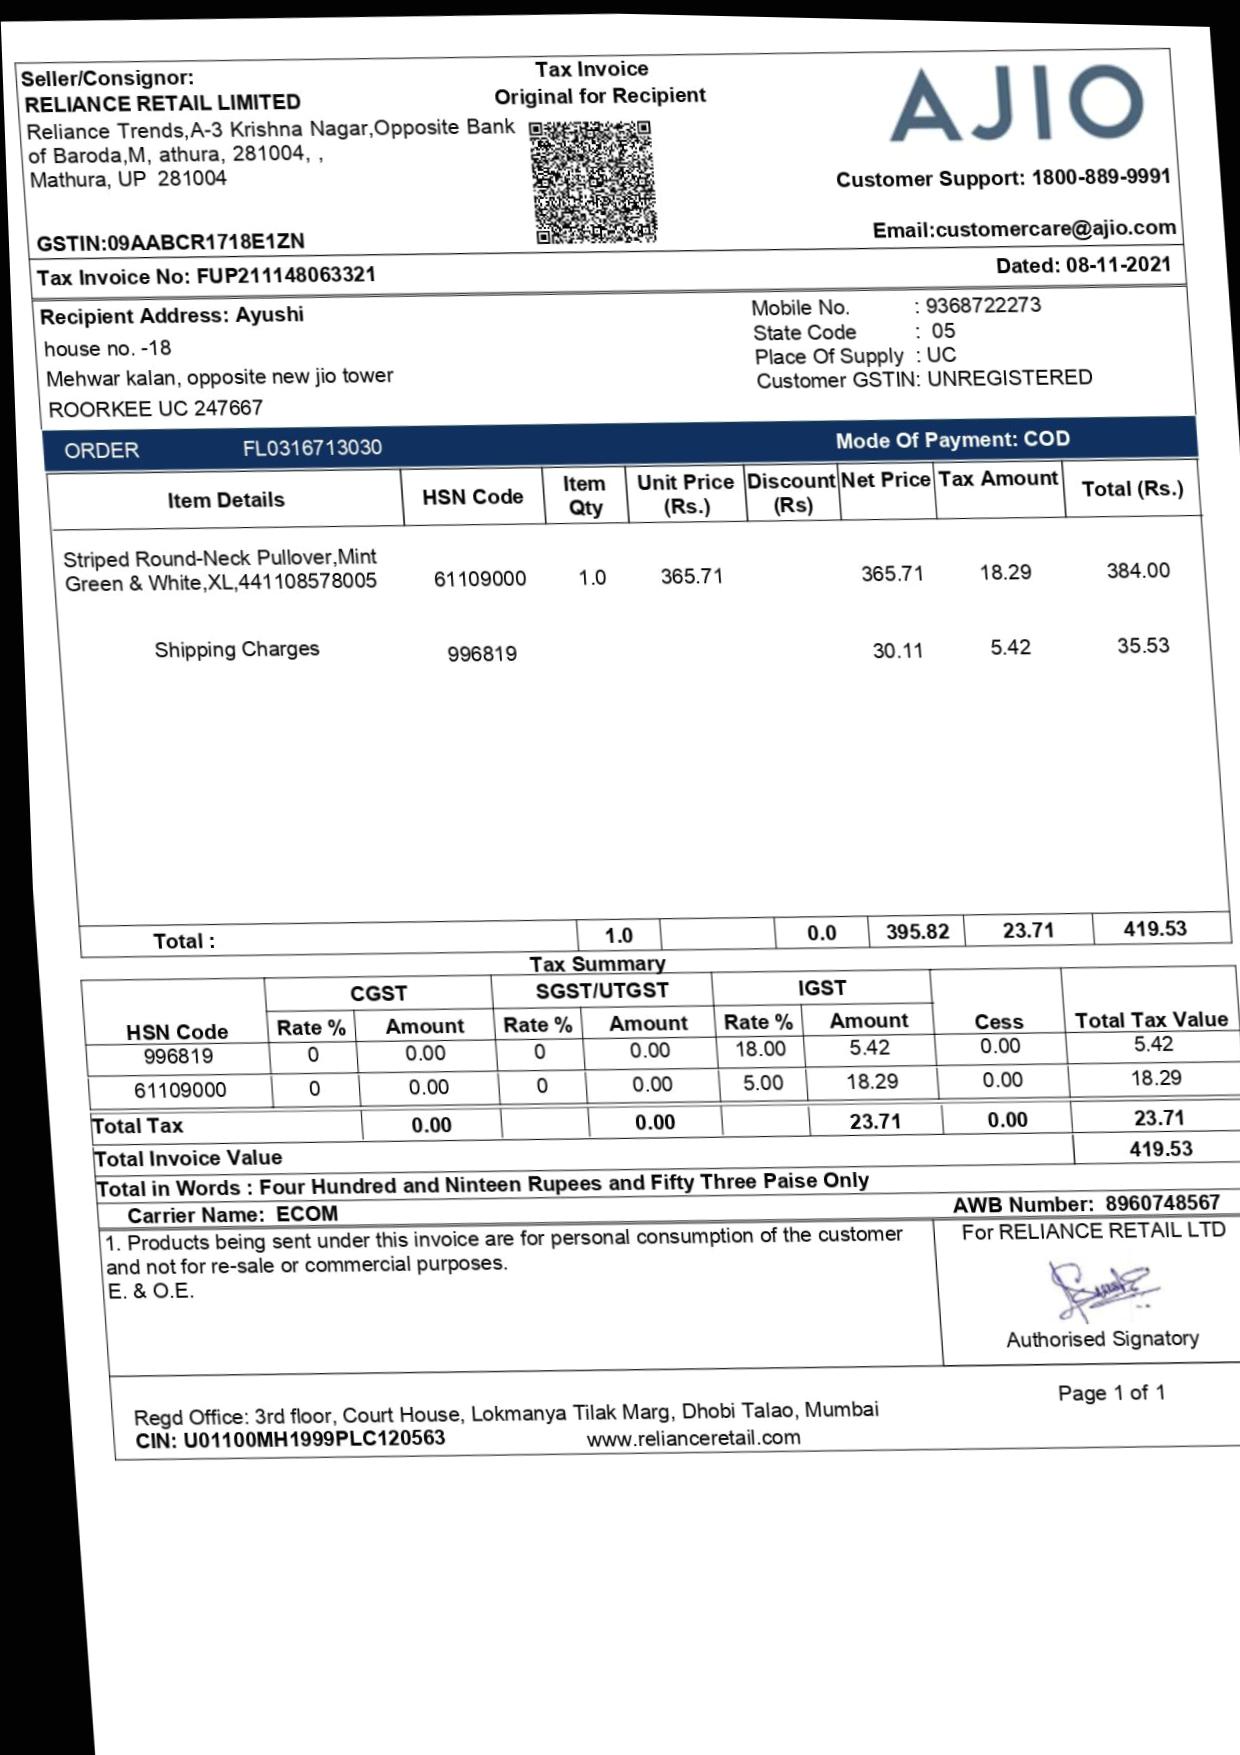 Seller/Consignor:
RELIANCE RETAIL LIMITED
Reliance Trends,A-3 Krishna Nagar,Opposite Bank
of Baroda,M, athura, 281004, ,
Mathura, UP 281004
GSTIN:09AABCR1718E1ZN
Tax Invoice
Original for Recipient
AJIO
Customer Support: 1800-889-9991
Email:customercare@ajio.com
Tax Invoice No: FUP211148063321
Dated: 08-11-2021
Recipient Address: Ayushi
house no. -18
Mehwar kalan, opposite new jio tower
ROORKEE UC 247667
Mobile No. : 9368722273
State Code : 05
Place Of Supply : UC
Customer GSTIN: UNREGISTERED
ORDER FL0316713030 Mode Of Payment: COD
Item Details HSN Code Item Qty Unit Price (Rs.) Discount (Rs) Net Price Tax Amount Total (Rs.)
Striped Round-Neck Pullover,Mint
Green & White,XL,441108578005 61109000 1.0 365.71 365.71 18.29 384.00
Shipping Charges 996819 30.11 5.42 35.53
Total : 1.0 0.0 395.82 23.71 419.53
Tax Summary
CGST SGST/UTGST IGST
HSN Code Rate % Amount Rate % Amount Rate % Amount Cess Total Tax Value
996819 0 0.00 0 0.00 18.00 5.42 0.00 5.42
61109000 0 0.00 0 0.00 5.00 18.29 0.00 18.29
Total Tax 0.00 0.00 23.71 0.00 23.71
Total Invoice Value 419.53
Total in Words : Four Hundred and Ninteen Rupees and Fifty Three Paise Only
Carrier Name: ECOM AWB Number: 8960748567
1. Products being sent under this invoice are for personal consumption of the customer
and not for re-sale or commercial purposes.
E. & O.E.
For RELIANCE RETAIL LTD
Authorised Signatory
Page 1 of 1
Regd Office: 3rd floor, Court House, Lokmanya Tilak Marg, Dhobi Talao, Mumbai
CIN: U01100MH1999PLC120563 www.relianceretail.com